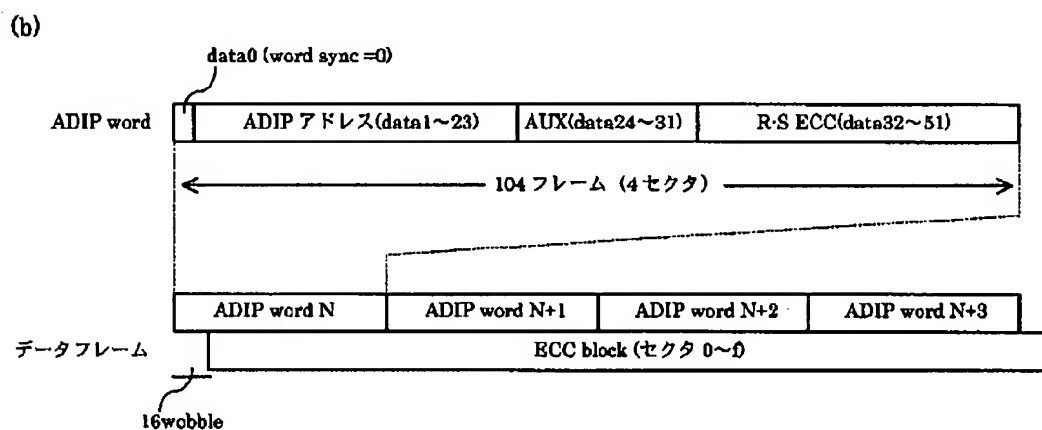 (b)
data0 (word sync =0)
ADIP word
ADIP アドレス(data1～23)
AUX(data24～31)
R·S ECC(data32～51)
104 フレーム (4 セクタ)
ADIP word N
ADIP word N+1
ADIP word N+2
ADIP word N+3
データフレーム
ECC block (セクタ 0～f)
16wobble